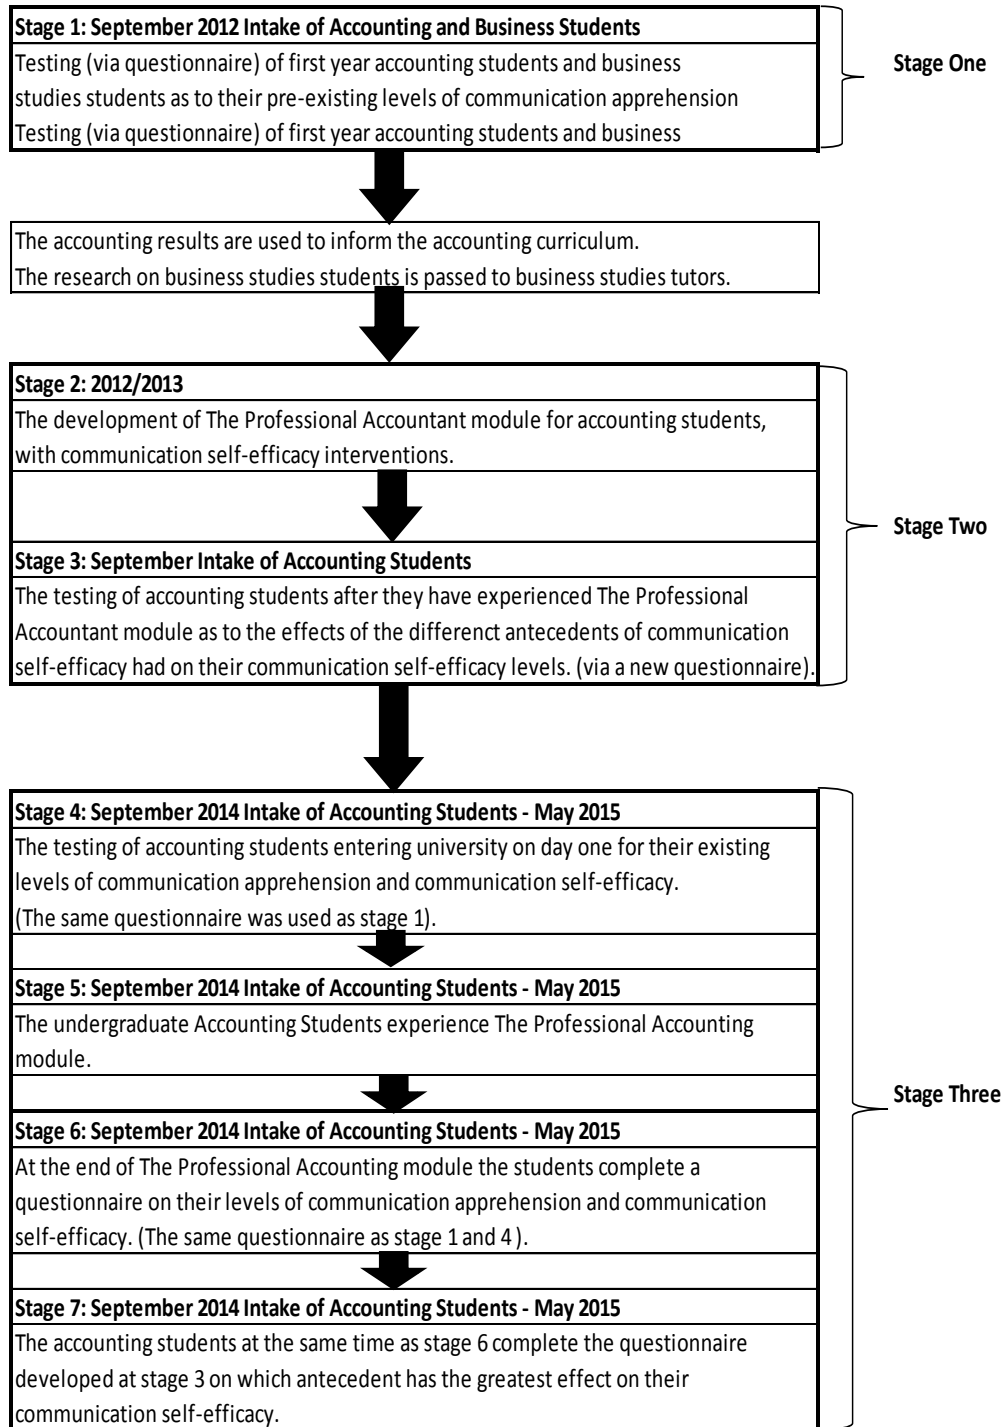 Stage 1: September 2012 Intake of Accounting and Business Students
Testing (via questionnaire) of first year accounting students and business
studies students as to their pre-existing levels of communication apprehension
Testing (via questionnaire) of first year accounting students and business
Stage One
The accounting results are used to inform the accounting curriculum.
The research on business studies students is passed to business studies tutors.
Stage 2: 2012/2013
The development of The Professional Accountant module for accounting students,
with communication self-efficacy interventions.
Stage Two
Stage 3: September Intake of Accounting Students
The testing of accounting students after they have experienced The Professional
Accountant module as to the effects of the differenct antecedents of communication
self-efficacy had on their communication self-efficacy levels. (via a new questionnaire).
Stage 4: September 2014 Intake of Accounting Students - May 2015
The testing of accounting students entering university on day one for their existing
levels of communication apprehension and communication self-efficacy.
(The same questionnaire was used as stage 1).
Stage 5: September 2014 Intake of Accounting Students - May 2015
The undergraduate Accounting Students experience The Professional Accounting
module.
Stage Three
Stage 6: September 2014 Intake of Accounting Students - May 2015
At the end of The Professional Accounting module the students complete a
questionnaire on their levels of communication apprehension and communication
self-efficacy. (The same questionnaire as stage 1 and 4 ).
Stage 7: September 2014 Intake of Accounting Students - May 2015
The accounting students at the same time as stage 6 complete the questionnaire
developed at stage 3 on which antecedent has the greatest effect on their
communication self-efficacy.